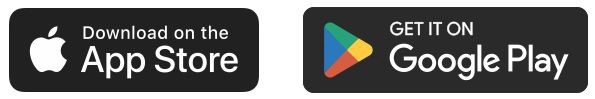 Download on the
App Store
GET IT ON
Google Play